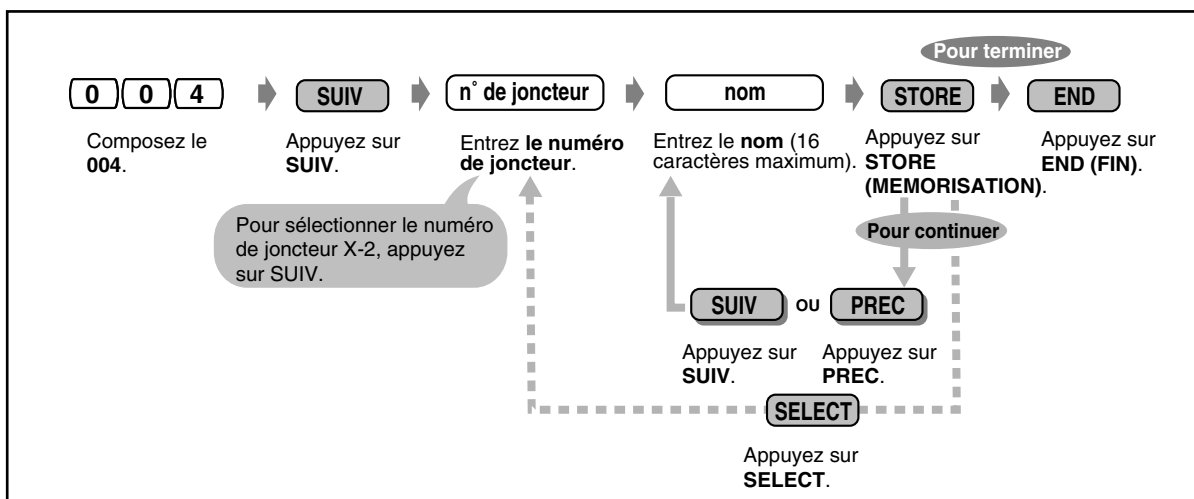 Pour terminer
0 0 4
SUIV
n° de joncteur
nom
STORE
END
Composez le
004.
Appuyez sur
SUIV.
Entrez le numéro
de joncteur.
Entrez le nom (16
caractères maximum).
Appuyez sur
STORE
(MEMORISATION).
Appuyez sur
END (FIN).
Pour sélectionner le numéro
de joncteur X-2, appuyez
sur SUIV.
Pour continuer
SUIV OU PREC
Appuyez sur
SUIV.
Appuyez sur
PREC.
SELECT
Appuyez sur
SELECT.